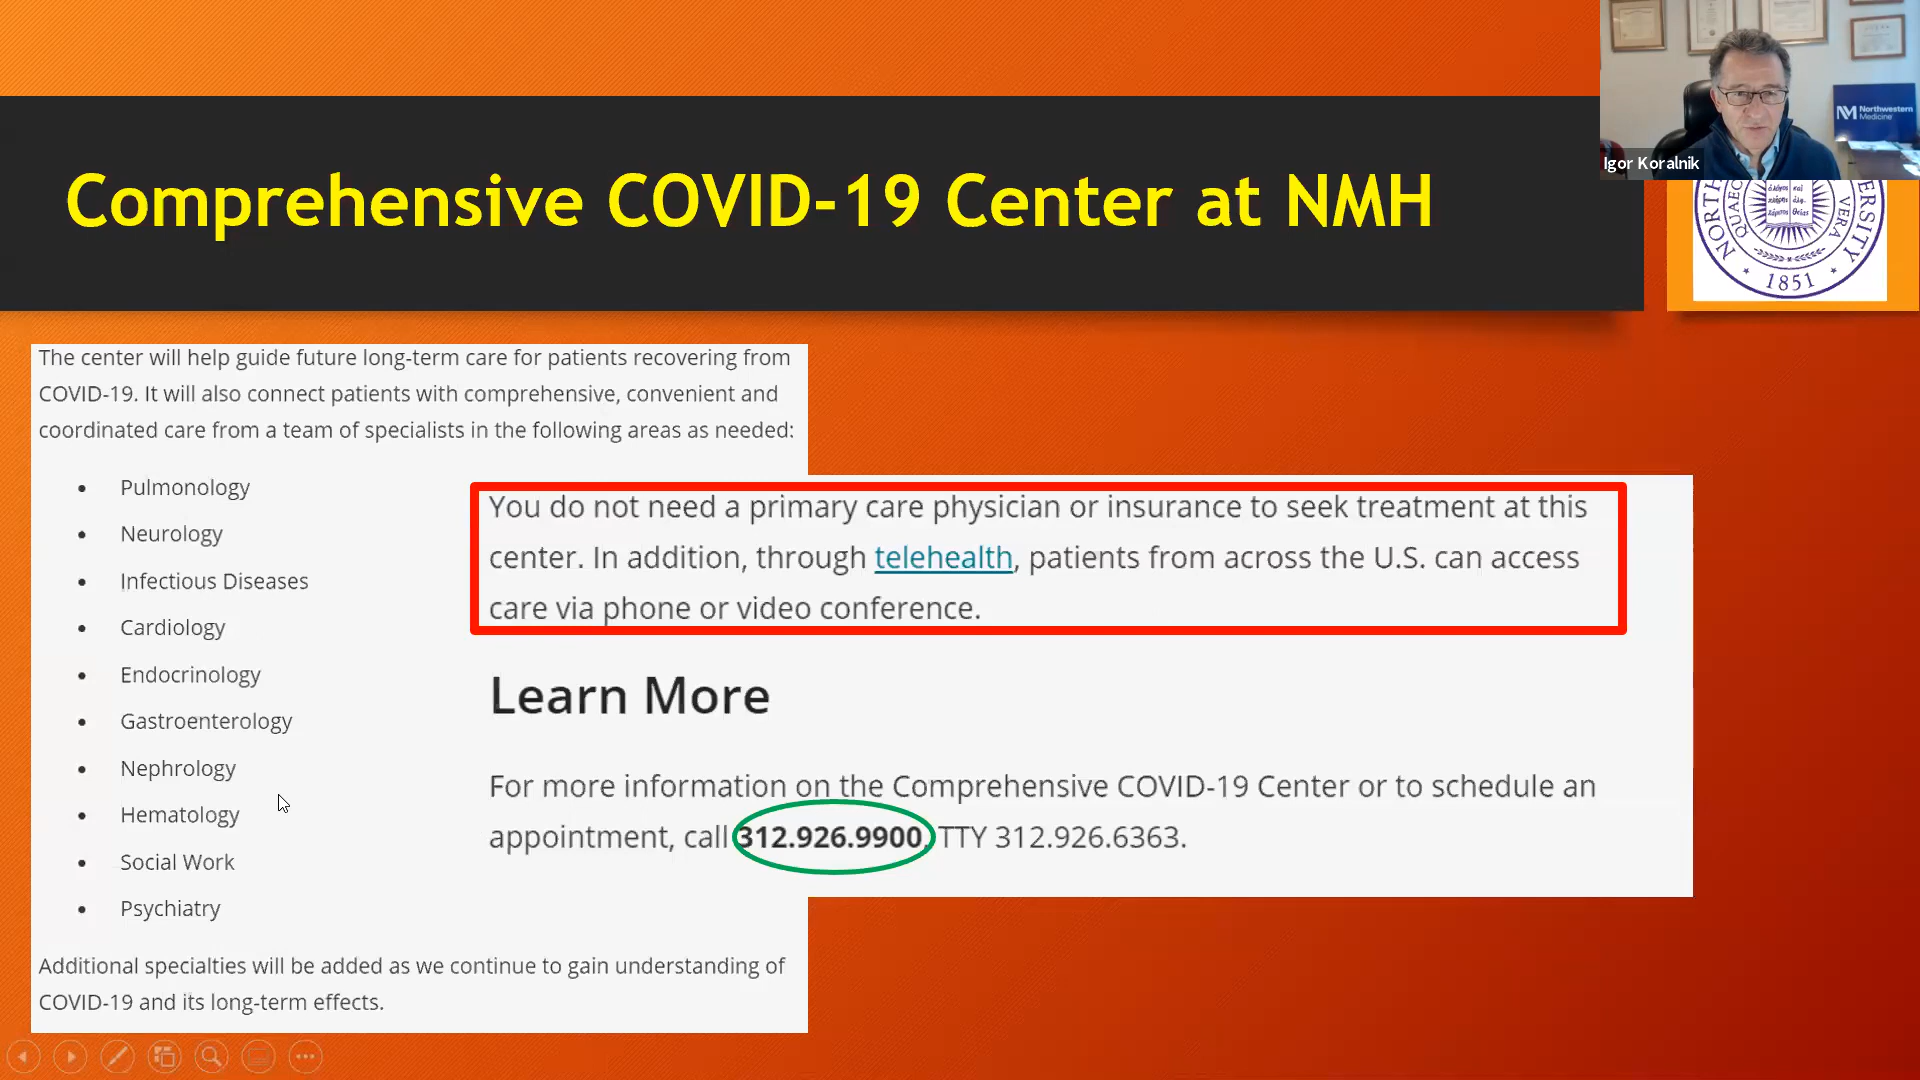 Comprehensive COVID-19 Center at NMH
Northwestern
Medicine
Igor Koralnik
QUAEC
VERA
1851
The center will help guide future long-term care for patients recovering from
COVID-19. It will also connect patients with comprehensive, convenient and
coordinated care from a team of specialists in the following areas as needed:
• Pulmonology
• Neurology
• Infectious Diseases
• Cardiology
• Endocrinology
• Gastroenterology
• Nephrology
• Hematology
• Social Work
• Psychiatry
Additional specialties will be added as we continue to gain understanding of
COVID-19 and its long-term effects.
You do not need a primary care physician or insurance to seek treatment at this
center. In addition, through telehealth, patients from across the U.S. can access
care via phone or video conference.
Learn More
For more information on the Comprehensive COVID-19 Center or to schedule an
appointment, call 312.926.9900, TTY 312.926.6363.